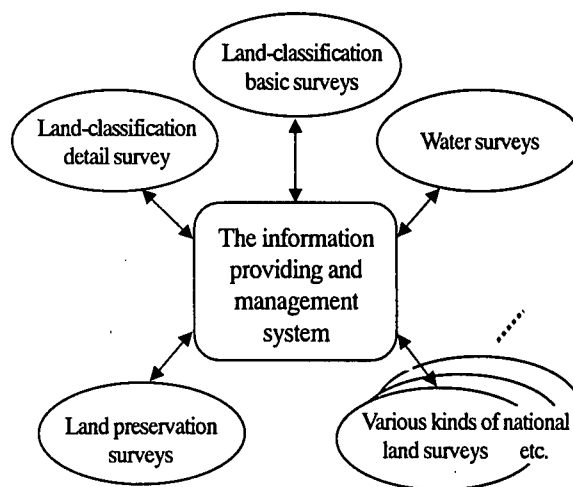 Land-classification
basic surveys
Land-classification
detail survey
Water surveys
The information
providing and
management
system
Land preservation
surveys
Various kinds of national
land surveys etc.